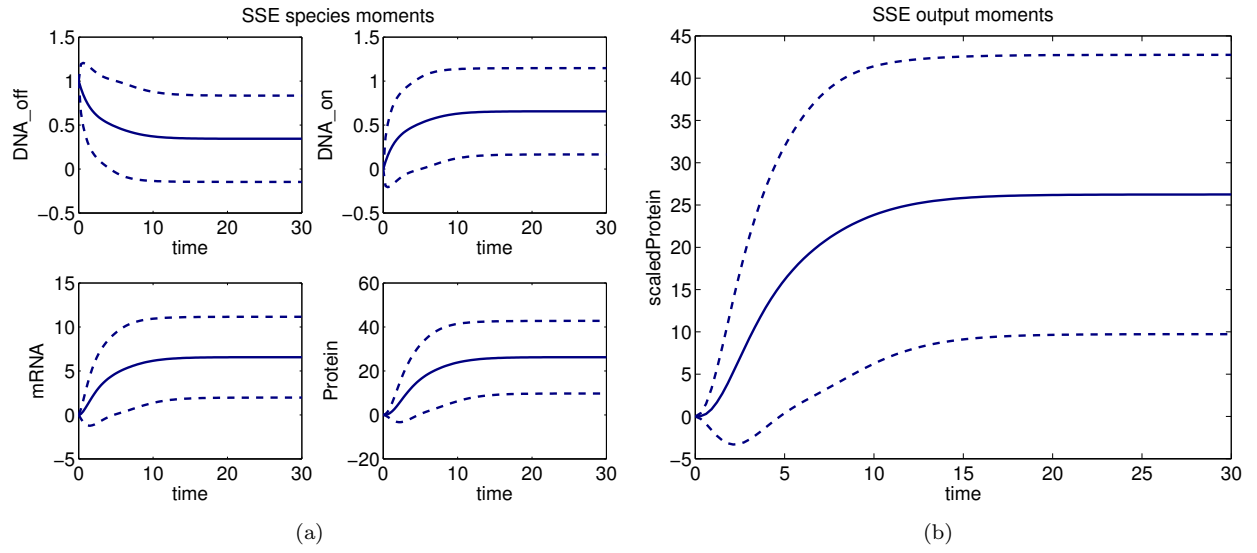 SSE species moments
1.5
1
0.5
0
−0.5
DNA_off
0 10 20 30
time
1.5
1
0.5
0
−0.5
DNA_on
0 10 20 30
time
15
10
5
0
−5
mRNA
0 10 20 30
time
60
40
20
0
−20
Protein
0 10 20 30
time
(a)
SSE output moments
45
40
35
30
25
20
15
10
5
0
−5
scaledProtein
0 5 10 15 20 25 30
time
(b)